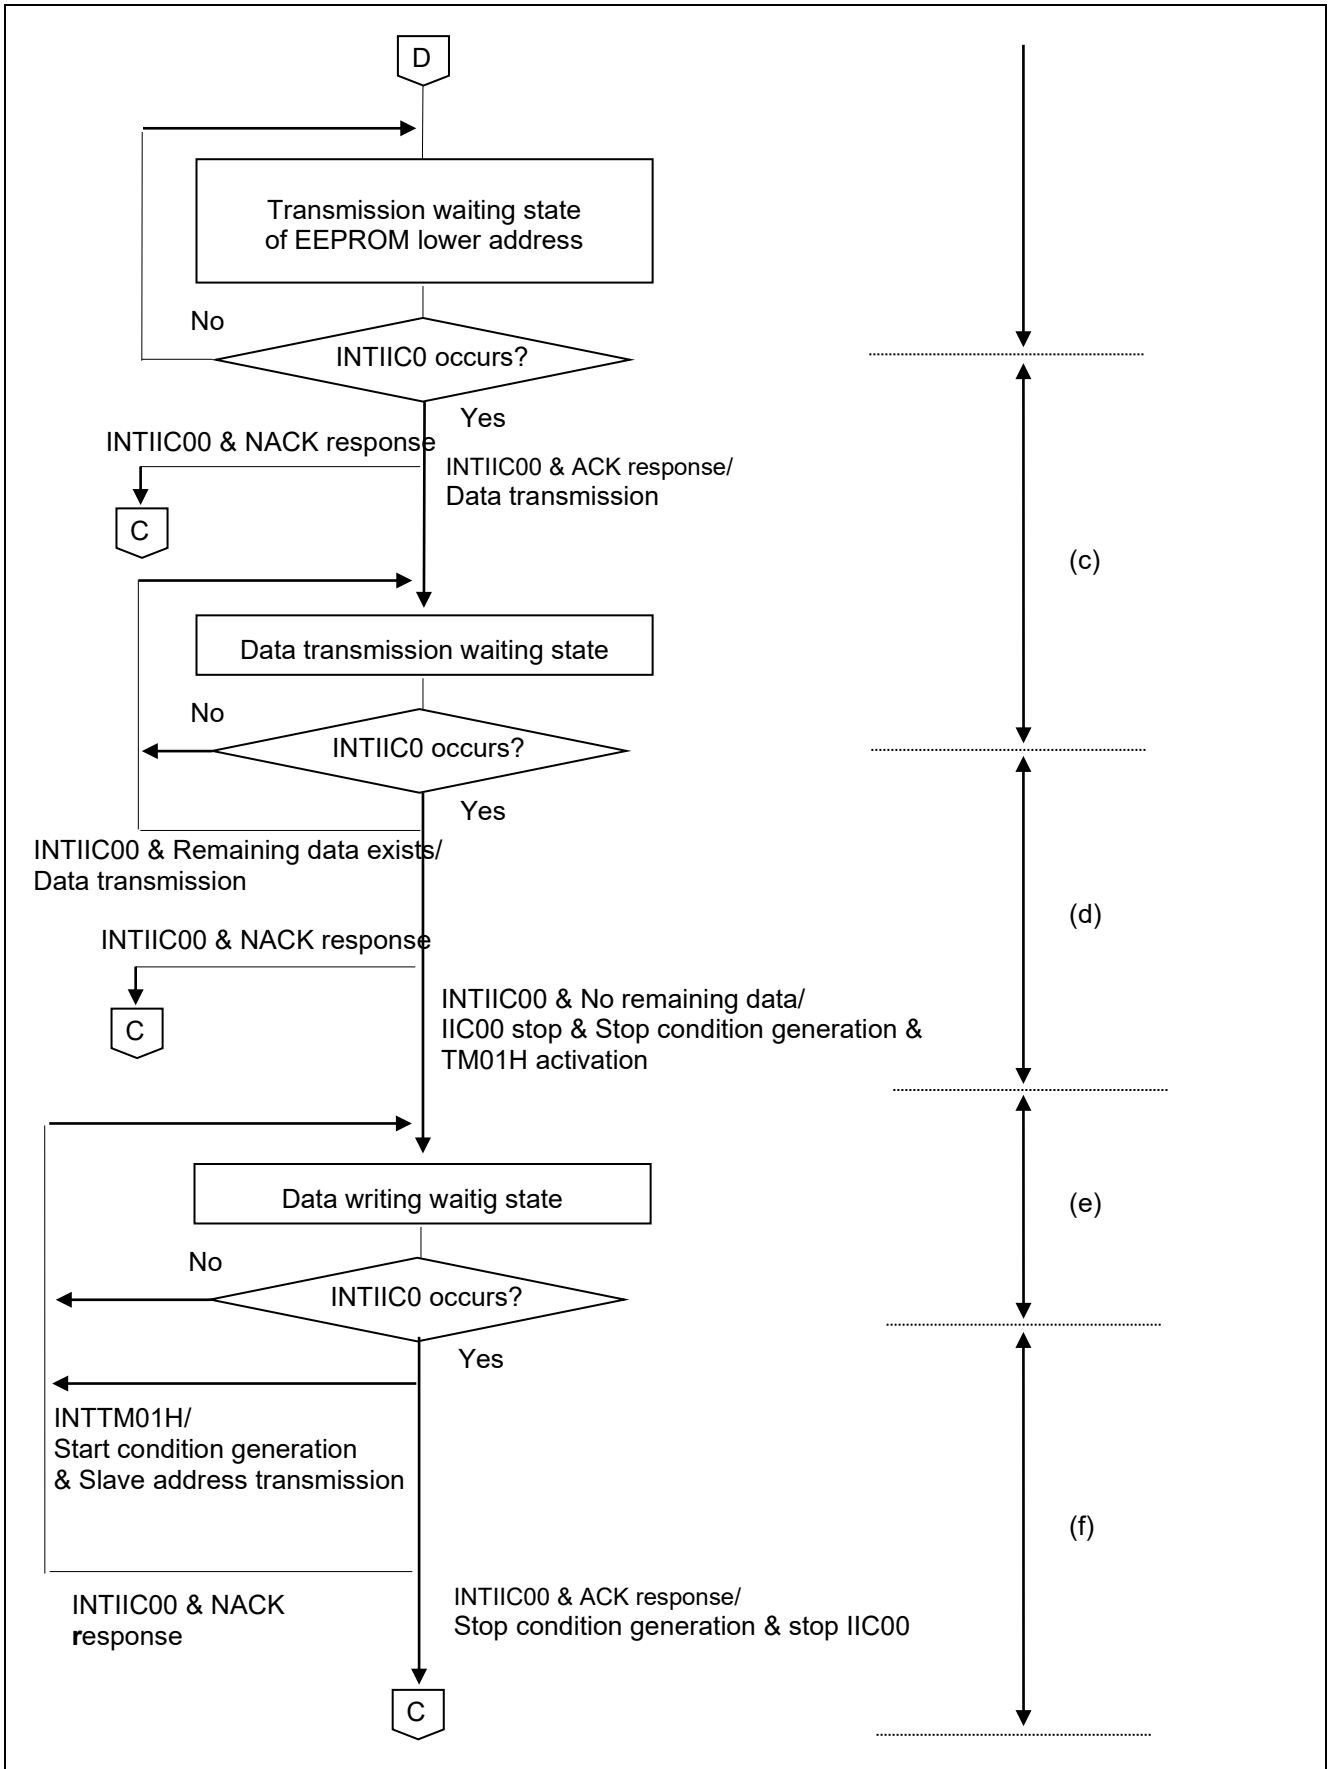 D
Transmission waiting state
of EEPROM lower address
No
INTIIC0 occurs?
Yes
INTIIC00 & NACK response
INTIIC00 & ACK response/
Data transmission
C
(c)
Data transmission waiting state
No
INTIIC0 occurs?
Yes
INTIIC00 & Remaining data exists/
Data transmission
(d)
INTIIC00 & NACK response
C
INTIIC00 & No remaining data/
IIC00 stop & Stop condition generation &
TM01H activation
Data writing waitig state
(e)
No
INTIIC0 occurs?
Yes
INTTM01H/
Start condition generation
& Slave address transmission
(f)
INTIIC00 & NACK
response
INTIIC00 & ACK response/
Stop condition generation & stop IIC00
C